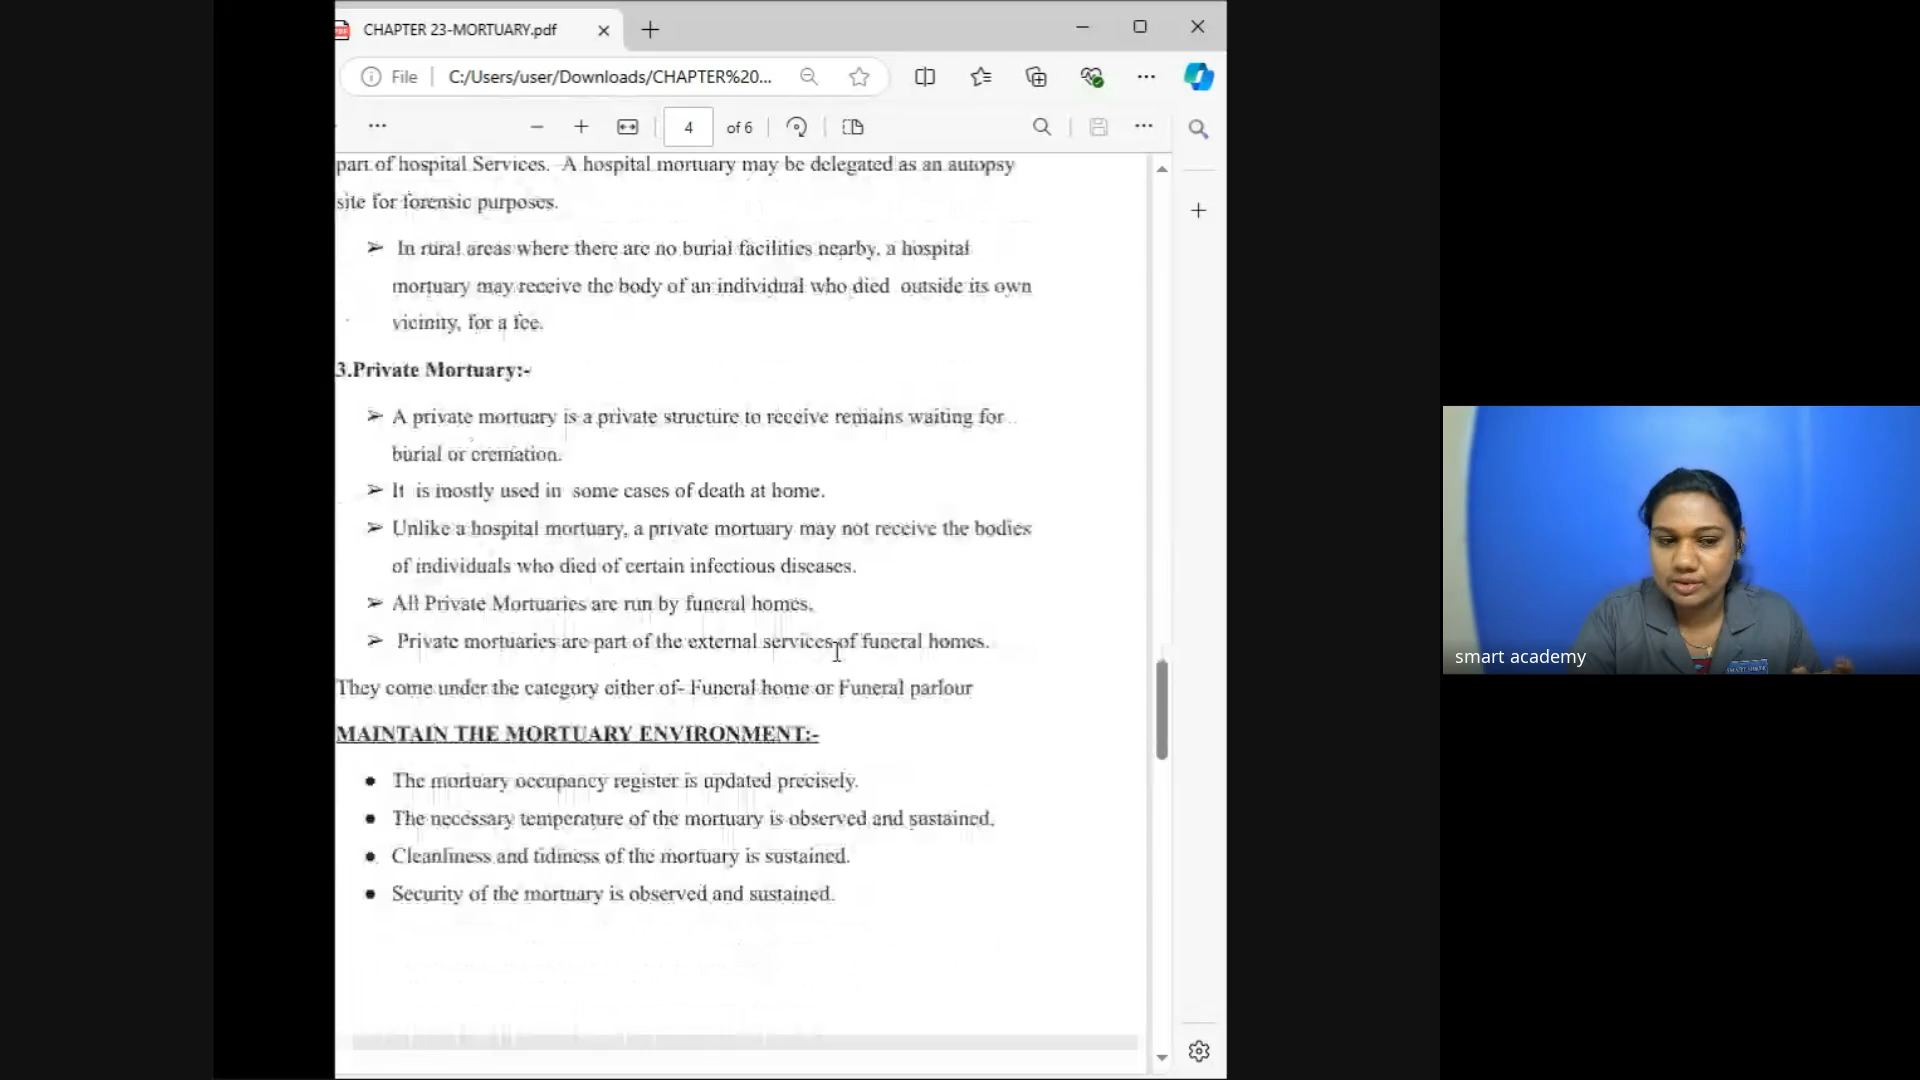 CHAPTER 23-MORTUARY.pdf
File
C:/Users/user/Downloads/CHAPTER%20...
4 of 6
part of hospital Services. A hospital mortuary may be delegated as an autopsy
site for forensic purposes.
➢ In rural areas where there are no burial facilities nearby, a hospital
mortuary may receive the body of an individual who died outside its own
vicinity, for a fee.
3.Private Mortuary:-
➢ A private mortuary is a private structure to receive remains waiting for
burial or cremation.
➢ It is mostly used in some cases of death at home.
➢ Unlike a hospital mortuary, a private mortuary may not receive the bodies
of individuals who died of certain infectious diseases.
➢ All Private Mortuaries are run by funeral homes.
➢ Private mortuaries are part of the external services of funeral homes.
They come under the category either of- Funeral home or Funeral parlour
MAINTAIN THE MORTUARY ENVIRONMENT:-
• The mortuary occupancy register is updated precisely.
• The necessary temperature of the mortuary is observed and sustained.
• Cleanliness and tidiness of the mortuary is sustained.
• Security of the mortuary is observed and sustained.
smart academy